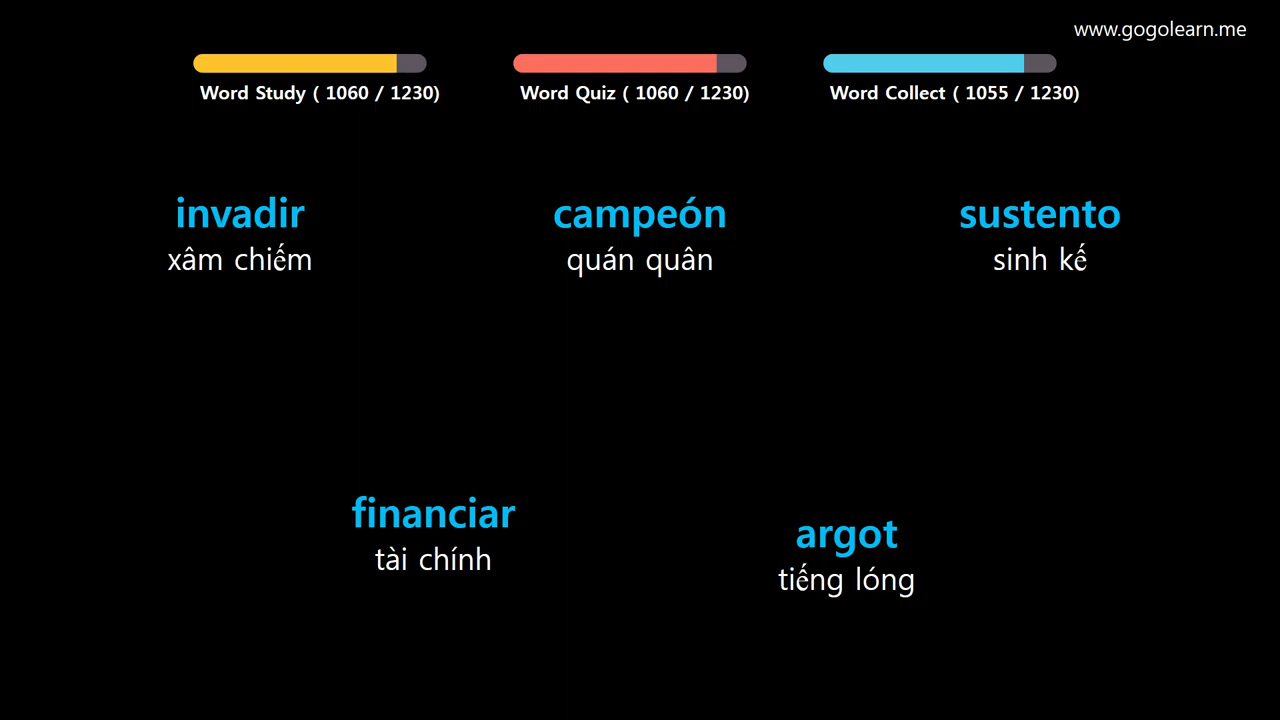 www.gogolearn.me
Word Study ( 1060 / 1230)
Word Quiz ( 1060 / 1230)
Word Collect ( 1055 / 1230)
invadir
xâm chiếm
campeón
quán quân
sustento
sinh kế
financiar
tài chính
argot
tiếng lóng